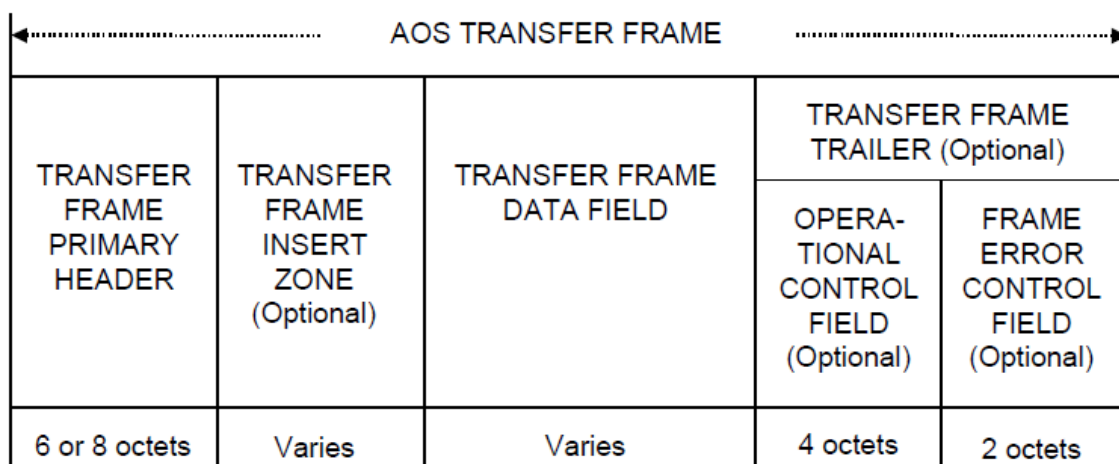 AOS TRANSFER FRAME
TRANSFER
FRAME
PRIMARY
HEADER
TRANSFER
FRAME
INSERT
ZONE
(Optional)
TRANSFER FRAME
DATA FIELD
TRANSFER FRAME
TRAILER (Optional)
OPERA-
TIONAL
CONTROL
FIELD
(Optional)
FRAME
ERROR
CONTROL
FIELD
(Optional)
6 or 8 octets
Varies
Varies
4 octets
2 octets